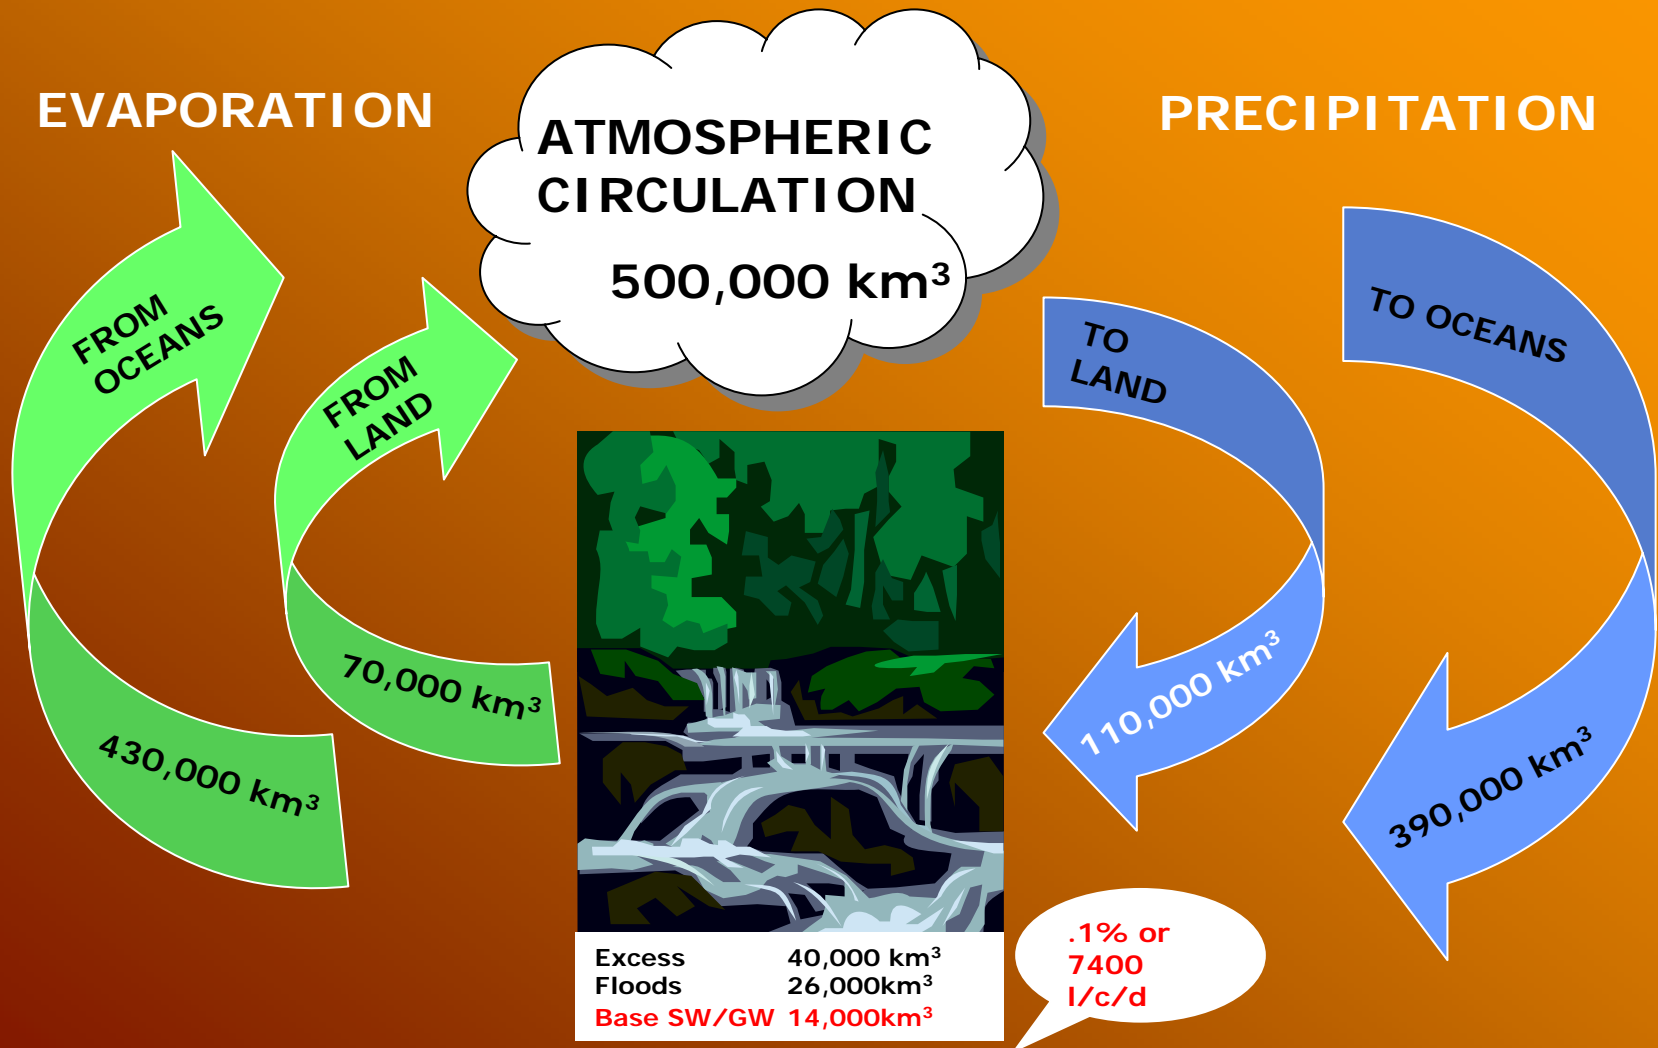 EVAPORATION
ATMOSPHERIC
CIRCULATION
500,000 km³
PRECIPITATION
FROM
OCEANS
430,000 km³
FROM
LAND
70,000 km³
TO
LAND
110,000 km³
TO OCEANS
390,000 km³
Excess 40,000 km³
Floods 26,000km³
Base SW/GW 14,000km³
.1% or
7400
l/c/d